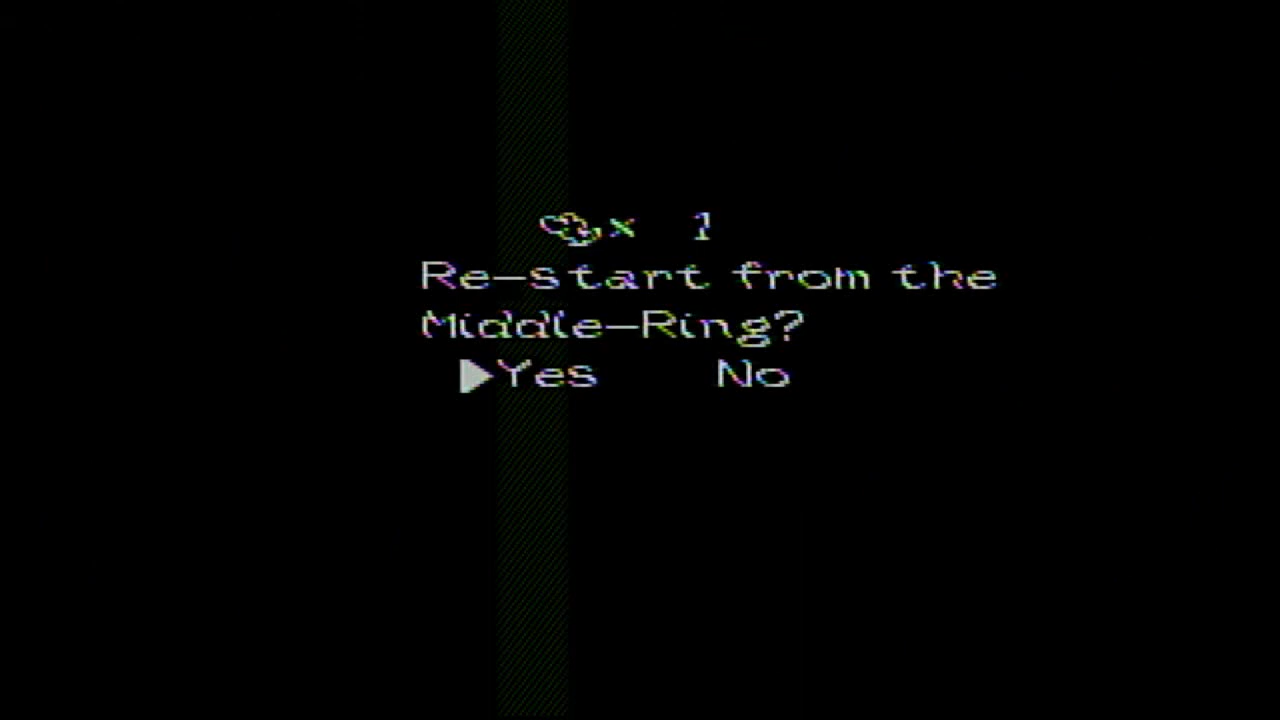 x 1
Re-start from the
Middle-Ring?
▶Yes No